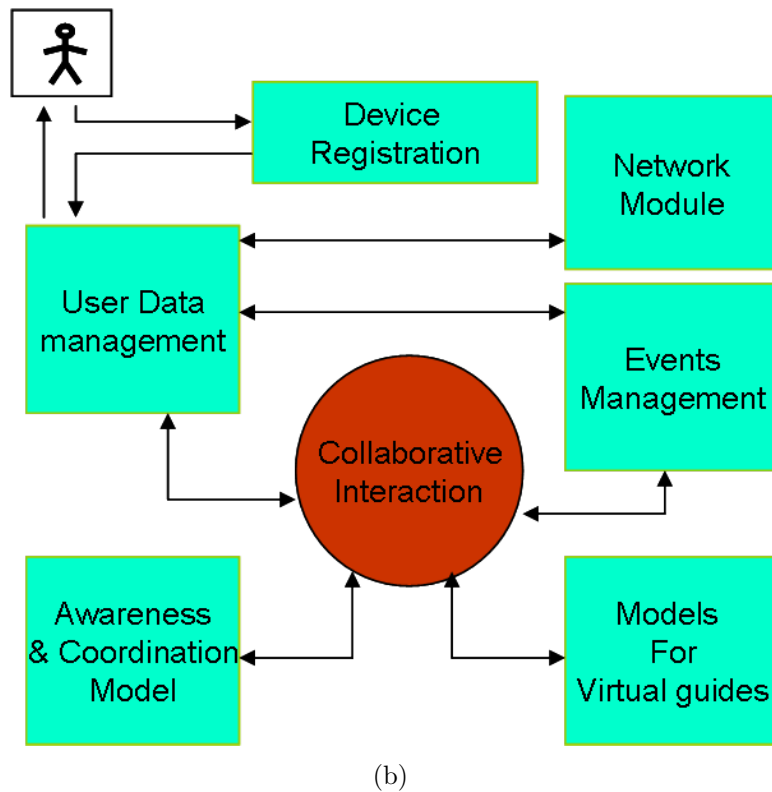 Device
Registration
Network
Module
User Data
management
Events
Management
Collaborative
Interaction
Awareness
& Coordination
Model
Models
For
Virtual guides
(b)